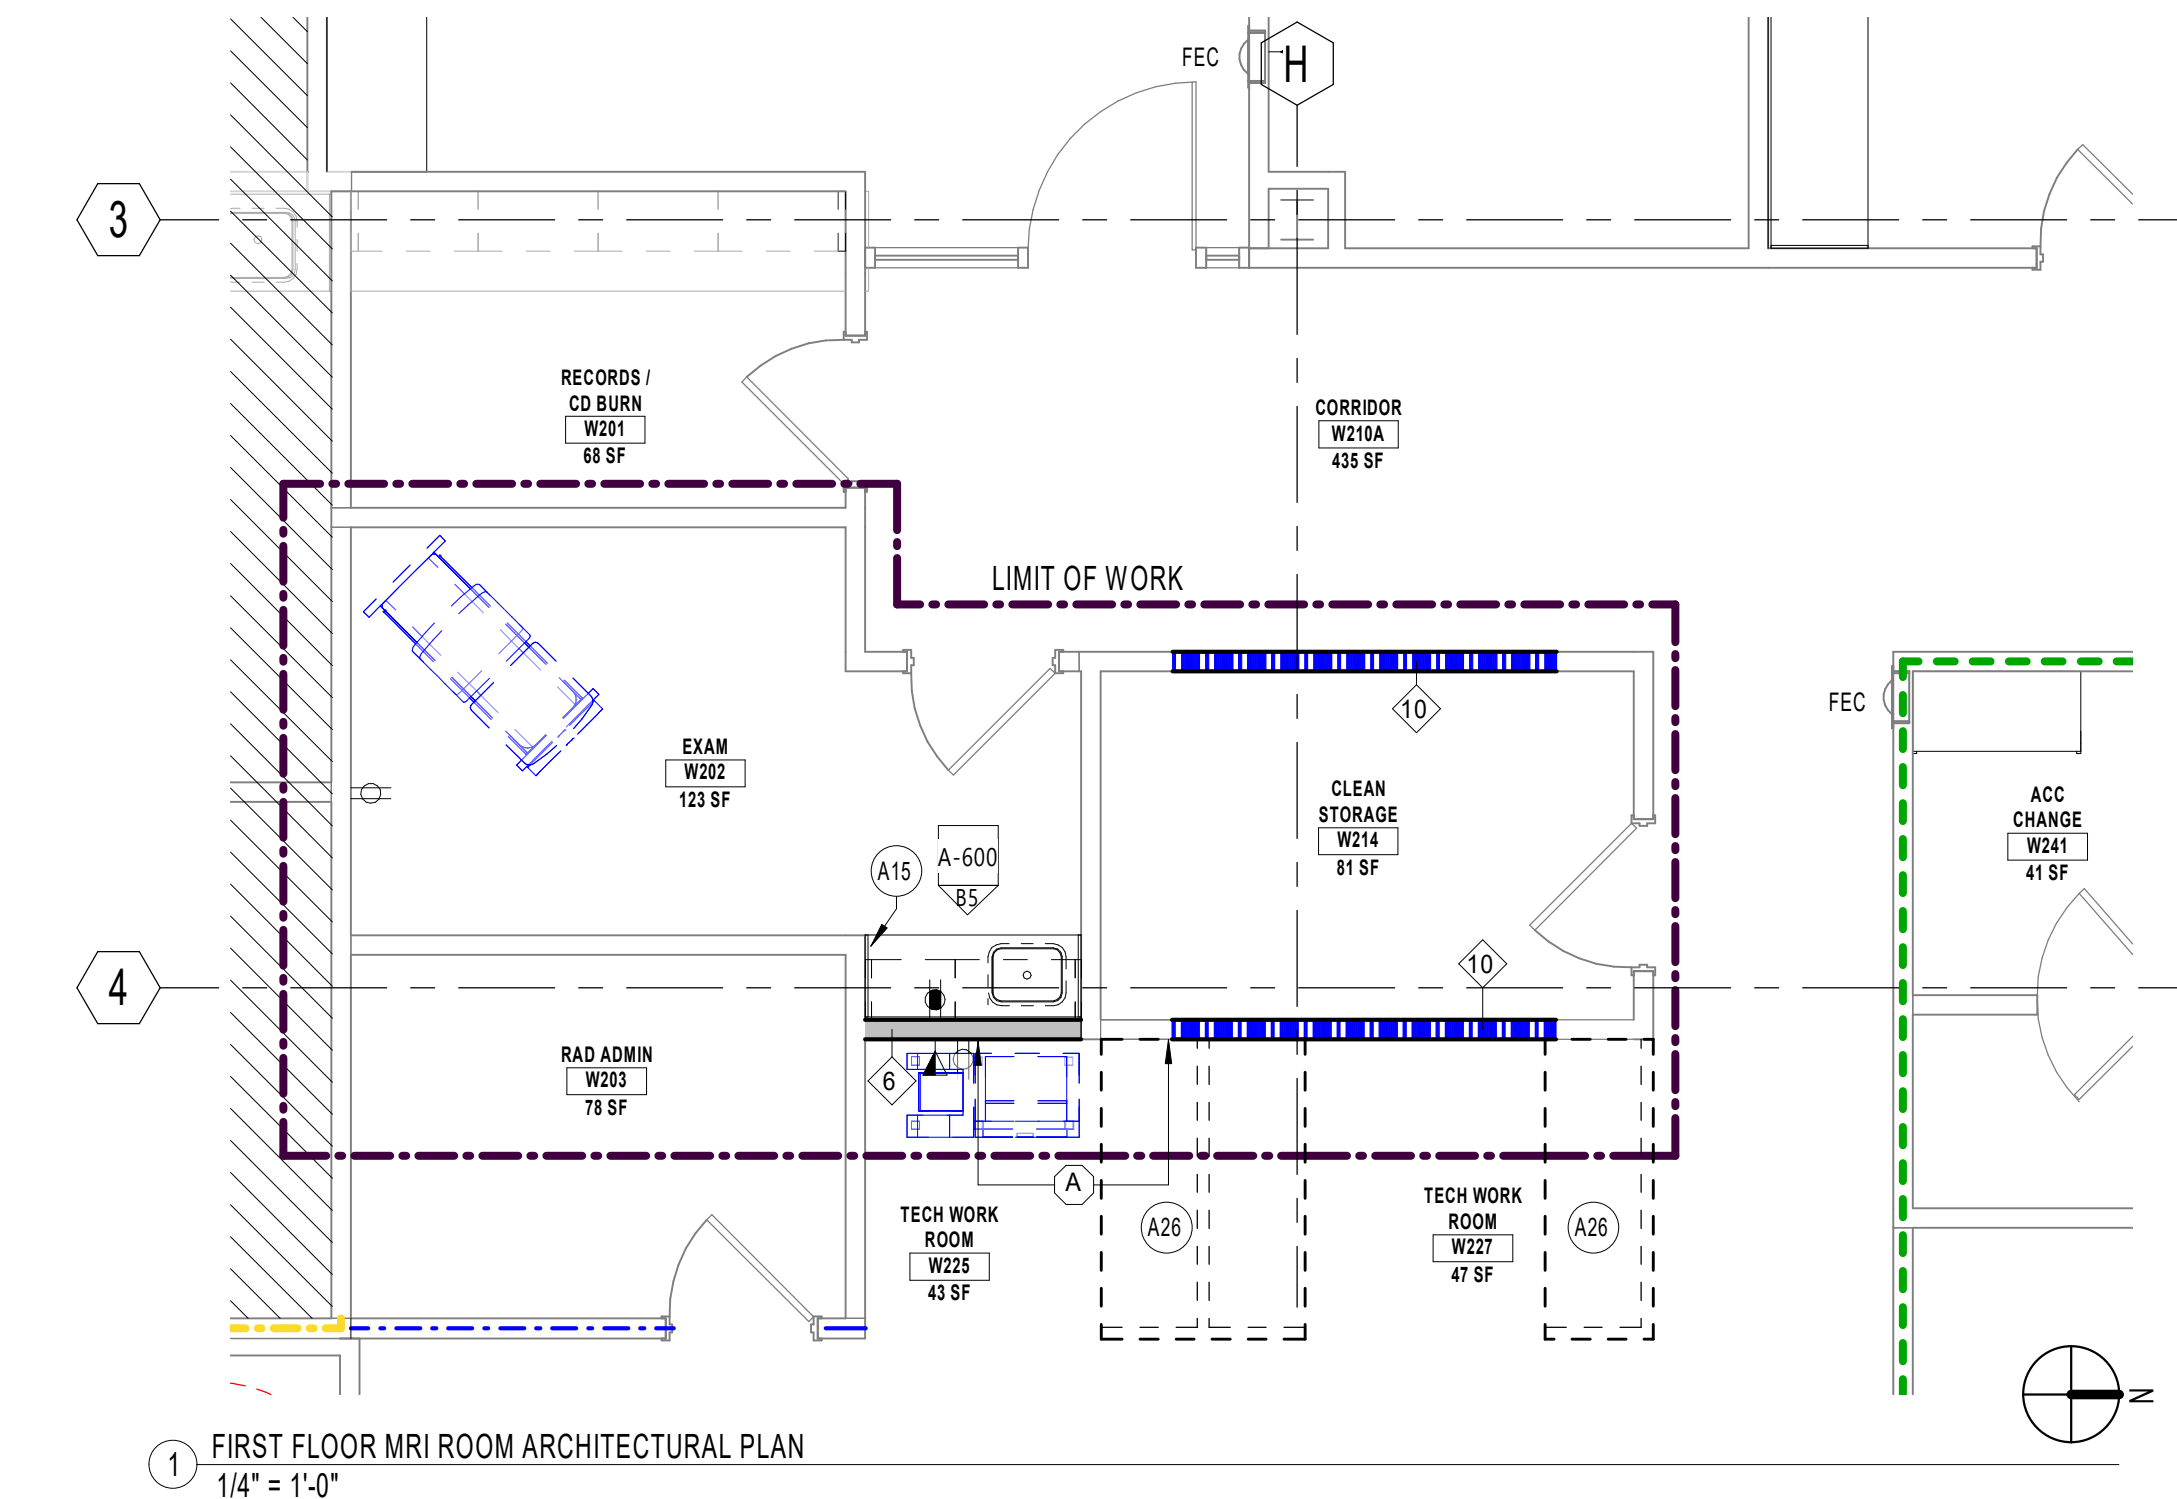 FEC
H
3
RECORDS /
CD BURN
W201
68 SF
CORRIDOR
W210A
435 SF
LIMIT OF WORK
10
FEC
EXAM
W202
123 SF
CLEAN
STORAGE
W214
81 SF
ACC
CHANGE
W241
41 SF
A15
A-600
B5
10
4
RAD ADMIN
W203
78 SF
6
A
TECH WORK
ROOM
W225
43 SF
A26
TECH WORK
ROOM
W227
47 SF
A26
N
1
FIRST FLOOR MRI ROOM ARCHITECTURAL PLAN
1/4" = 1'-0"